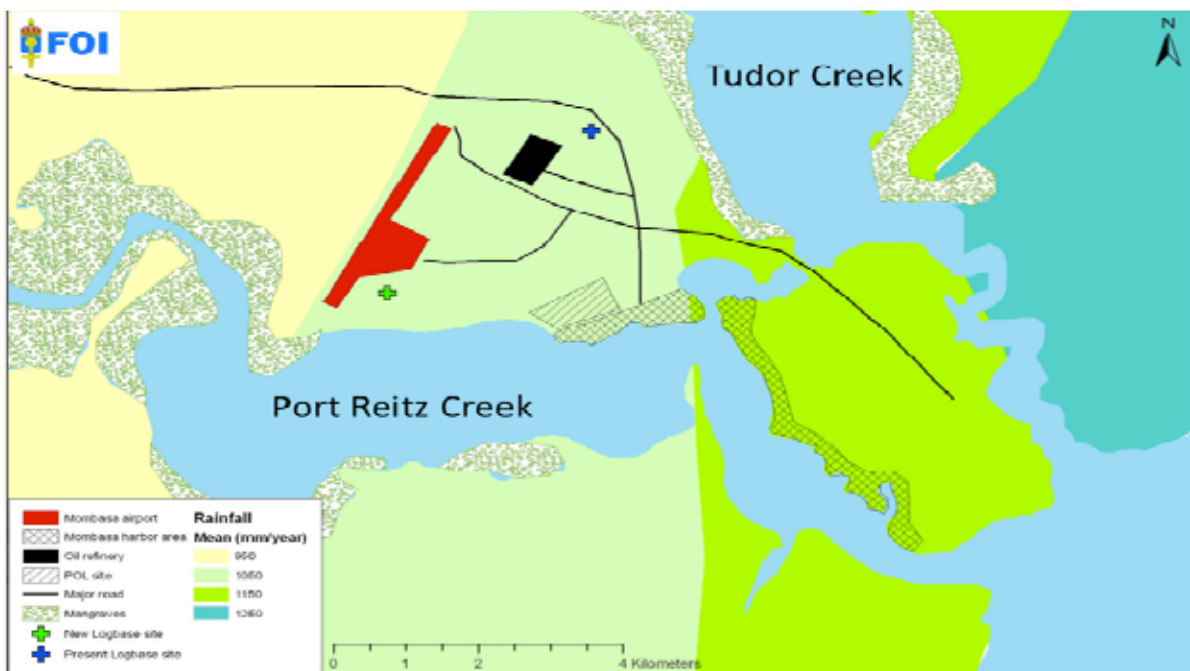 FOI
N
Tudor Creek
Port Reitz Creek
Mombasa airport
Mombasa harbor area
Oil refinery
POL site
Major road
Mangroves
New Logbase site
Present Logbase site
Rainfall
Mean (mm/year)
950
1050
1150
1250
0 1 2 4 Kilometers